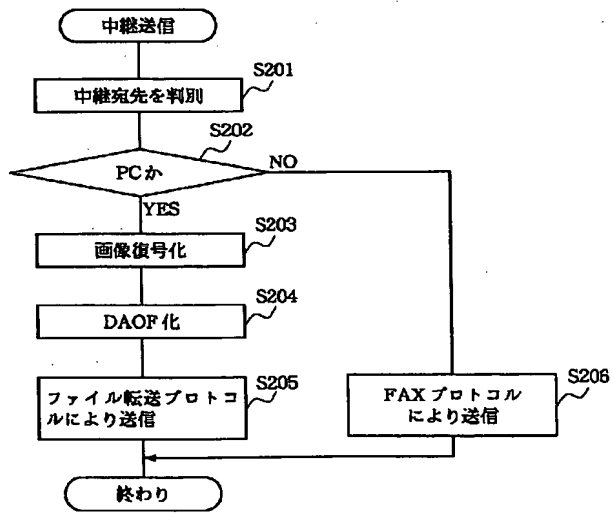 中継送信
S201
中継宛先を判別
S202
PCか
NO
YES
S203
画像復号化
S204
DAOF化
S205
ファイル転送プロトコ
ルにより送信
S206
FAXプロトコル
により送信
終わり